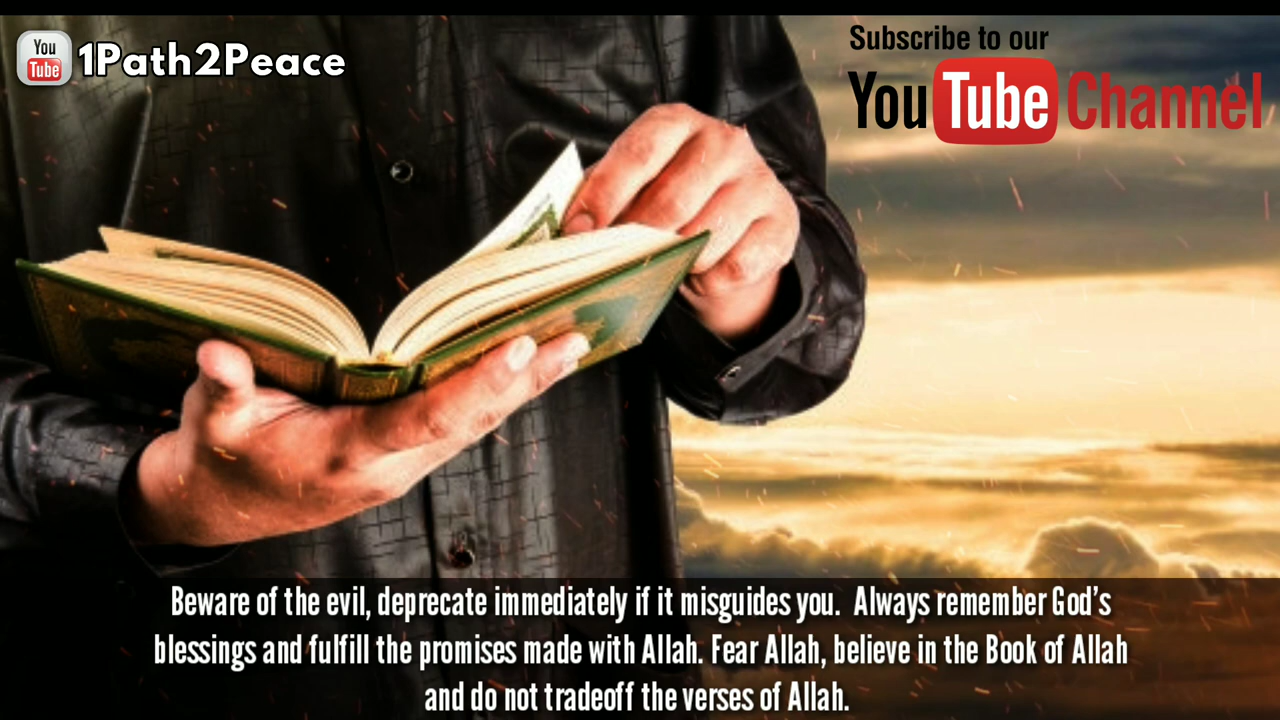 You
Tube
1Path2Peace
Subscribe to our
YouTube Channel
Beware of the evil, deprecate immediately if it misguides you.  Always remember God's
blessings and fulfill the promises made with Allah. Fear Allah, believe in the Book of Allah
and do not tradeoff the verses of Allah.